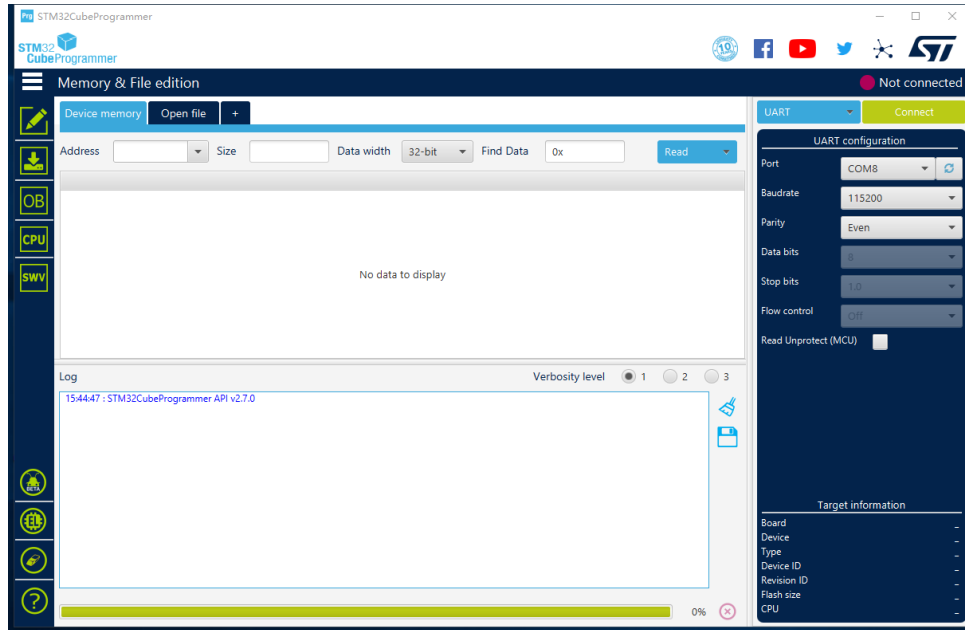 Prg STM32CubeProgrammer
STM32
CubeProgrammer
Memory & File edition
Not connected
Device memory Open file +
UART Connect
Address Size Data width 32-bit Find Data 0x Read
UART configuration
Port COM8
Baudrate 115200
Parity Even
Data bits 8
Stop bits 1.0
Flow control Off
Read Unprotect (MCU)
OB
CPU
SWV
No data to display
Log Verbosity level 1 2 3
15:44:47 : STM32CubeProgrammer API v2.7.0
BETA
EL
?
Target information
Board _
Device _
Type _
Device ID _
Revision ID _
Flash size _
CPU _
0%